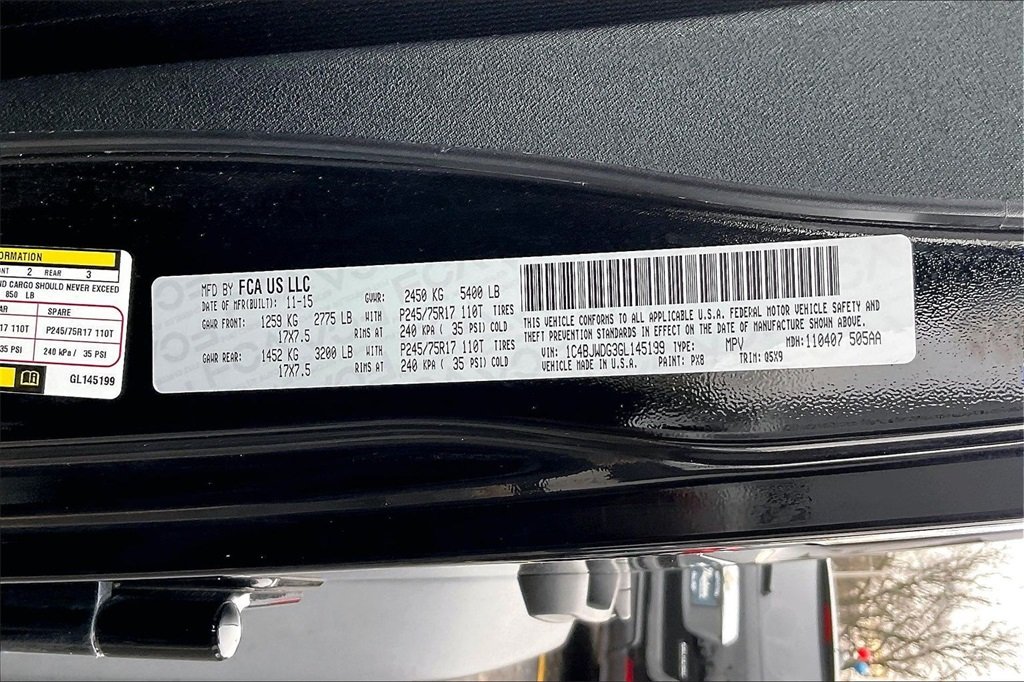 ORMATION
NT 2 REAR 3
ND CARGO SHOULD NEVER EXCEED
850 LB
AR SPARE
R17 110T P245/75R17 110T
35 PSI 240 kPa / 35 PSI
GL145199
MFD BY FCA US LLC
DATE OF MFR(BUILT): 11-15 GVWR: 2450 KG 5400 LB
GAWR FRONT: 1259 KG 2775 LB WITH P245/75R17 110T TIRES
17X7.5 RIMS AT 240 KPA ( 35 PSI) COLD
GAWR REAR: 1452 KG 3200 LB WITH P245/75R17 110T TIRES
17X7.5 RIMS AT 240 KPA ( 35 PSI) COLD
THIS VEHICLE CONFORMS TO ALL APPLICABLE U.S.A. FEDERAL MOTOR VEHICLE SAFETY AND
THEFT PREVENTION STANDARDS IN EFFECT ON THE DATE OF MANUFACTURE SHOWN ABOVE.
VIN: 1C4BJWDG3GL145199 TYPE: MPV MDH: 110407 505AA
VEHICLE MADE IN U.S.A. PAINT: PX8 TRIM: QSX9